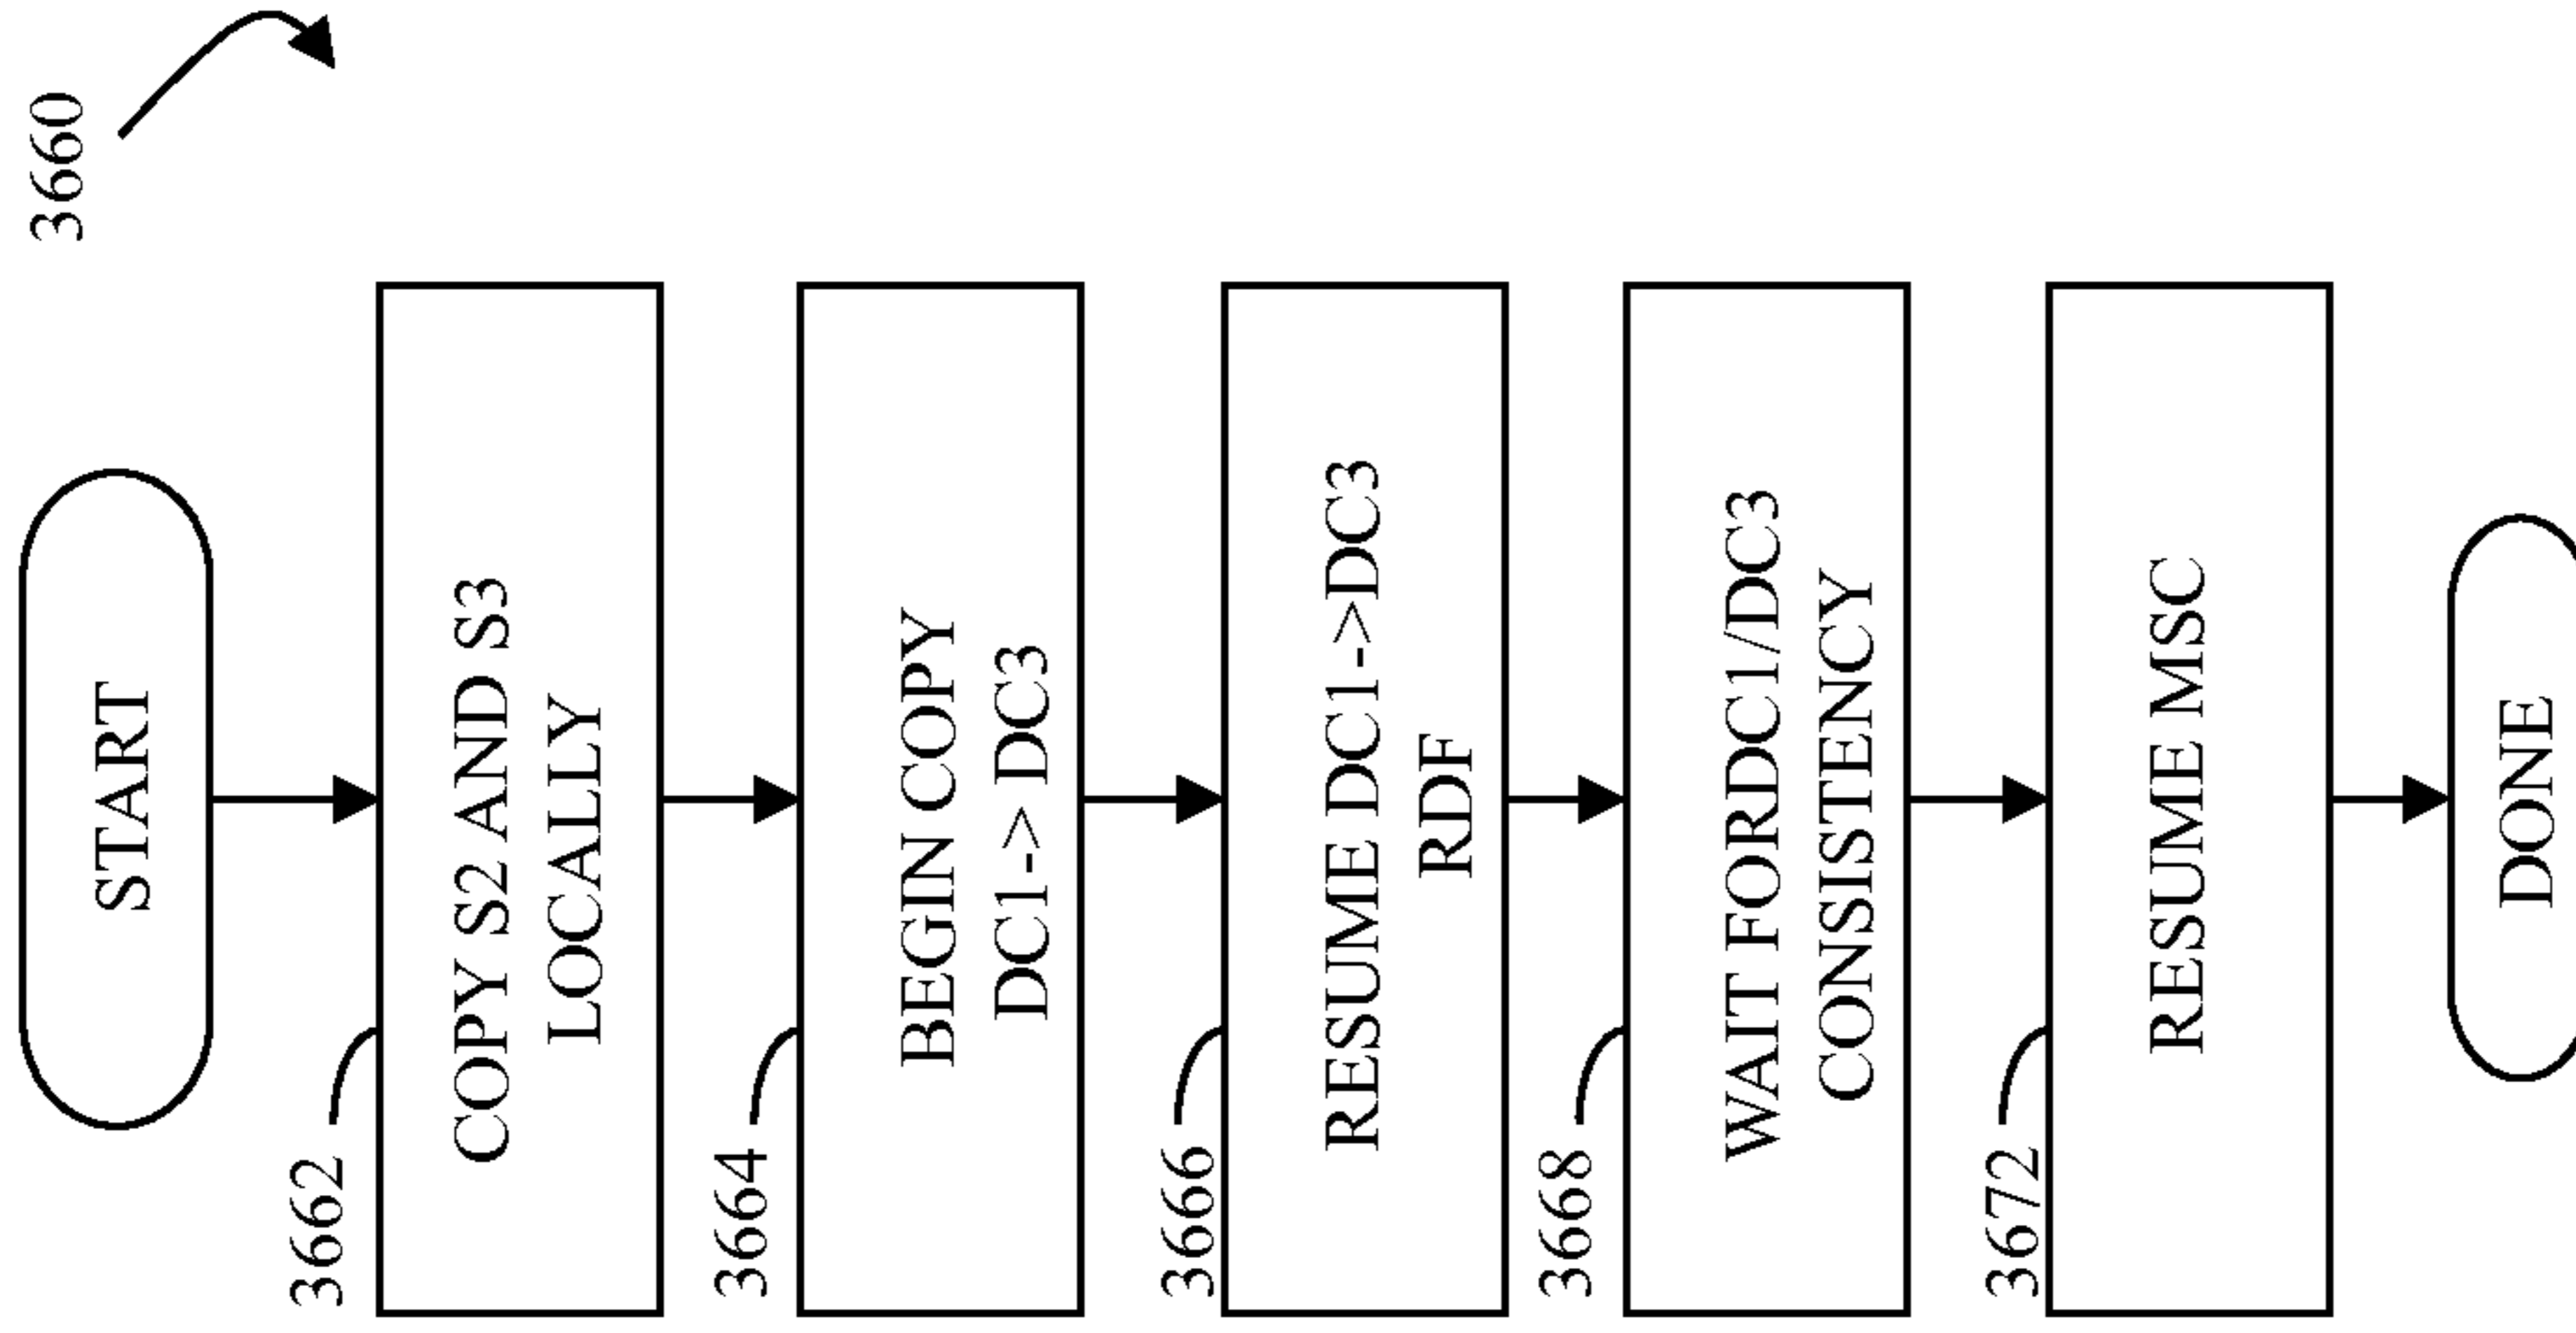 3660
START
3662
COPY S2 AND S3
LOCALLY
3664
BEGIN COPY
DC1-> DC3
3666
RESUME DC1->DC3
RDF
3668
WAIT FORDC1/DC3
CONSISTENCY
3672
RESUME MSC
DONE